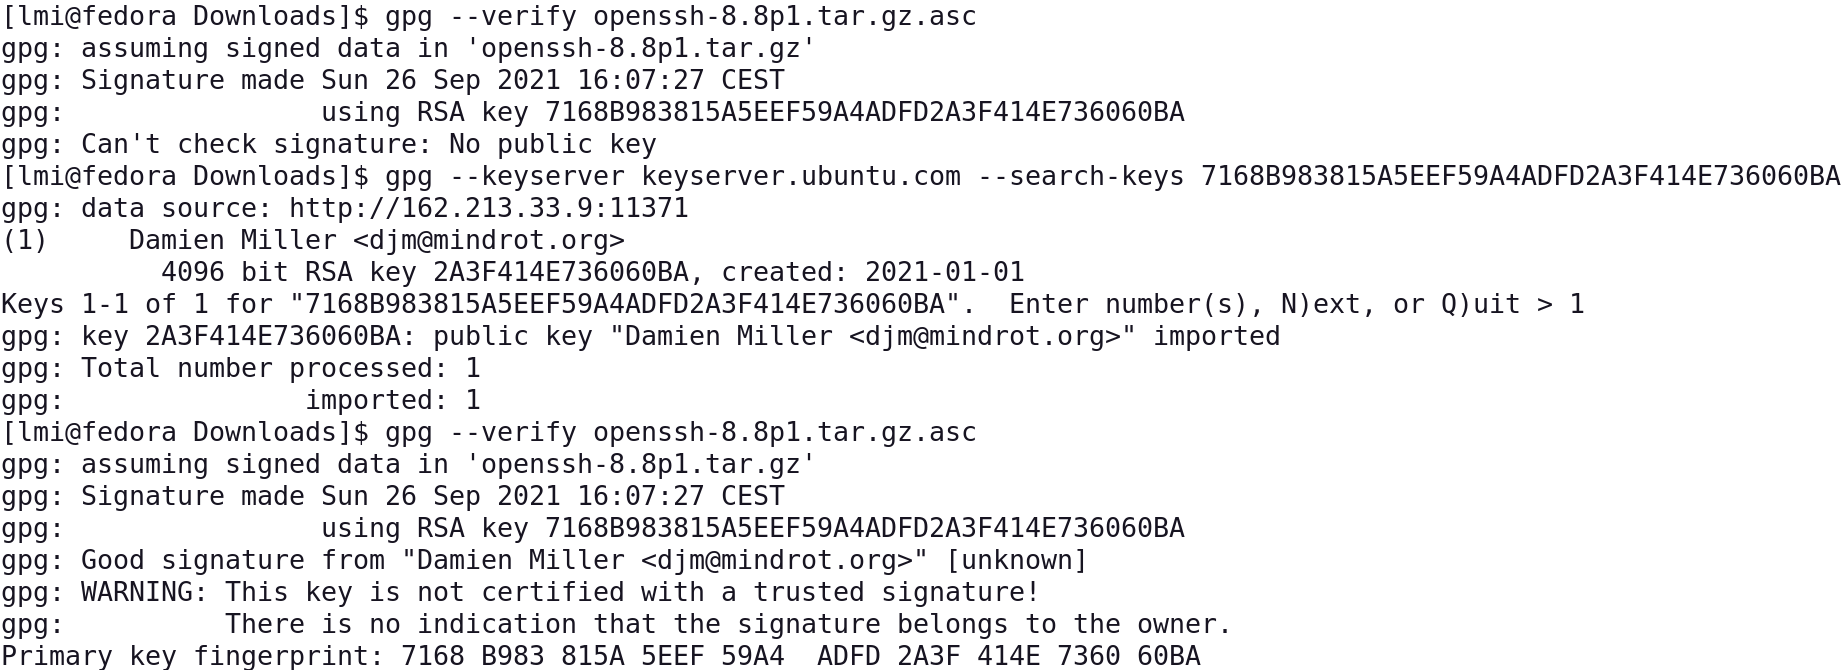 [lmi@fedora Downloads]$ gpg --verify openssh-8.8p1.tar.gz.asc
gpg: assuming signed data in 'openssh-8.8p1.tar.gz'
gpg: Signature made Sun 26 Sep 2021 16:07:27 CEST
gpg:                using RSA key 7168B983815A5EEF59A4ADFD2A3F414E736060BA
gpg: Can't check signature: No public key
[lmi@fedora Downloads]$ gpg --keyserver keyserver.ubuntu.com --search-keys 7168B983815A5EEF59A4ADFD2A3F414E736060BA
gpg: data source: http://162.213.33.9:11371
(1)     Damien Miller <djm@mindrot.org>
          4096 bit RSA key 2A3F414E736060BA, created: 2021-01-01
Keys 1-1 of 1 for "7168B983815A5EEF59A4ADFD2A3F414E736060BA".  Enter number(s), N)ext, or Q)uit > 1
gpg: key 2A3F414E736060BA: public key "Damien Miller <djm@mindrot.org>" imported
gpg: Total number processed: 1
gpg:               imported: 1
[lmi@fedora Downloads]$ gpg --verify openssh-8.8p1.tar.gz.asc
gpg: assuming signed data in 'openssh-8.8p1.tar.gz'
gpg: Signature made Sun 26 Sep 2021 16:07:27 CEST
gpg:                using RSA key 7168B983815A5EEF59A4ADFD2A3F414E736060BA
gpg: Good signature from "Damien Miller <djm@mindrot.org>" [unknown]
gpg: WARNING: This key is not certified with a trusted signature!
gpg:          There is no indication that the signature belongs to the owner.
Primary key fingerprint: 7168 B983 815A 5EEF 59A4  ADFD 2A3F 414E 7360 60BA